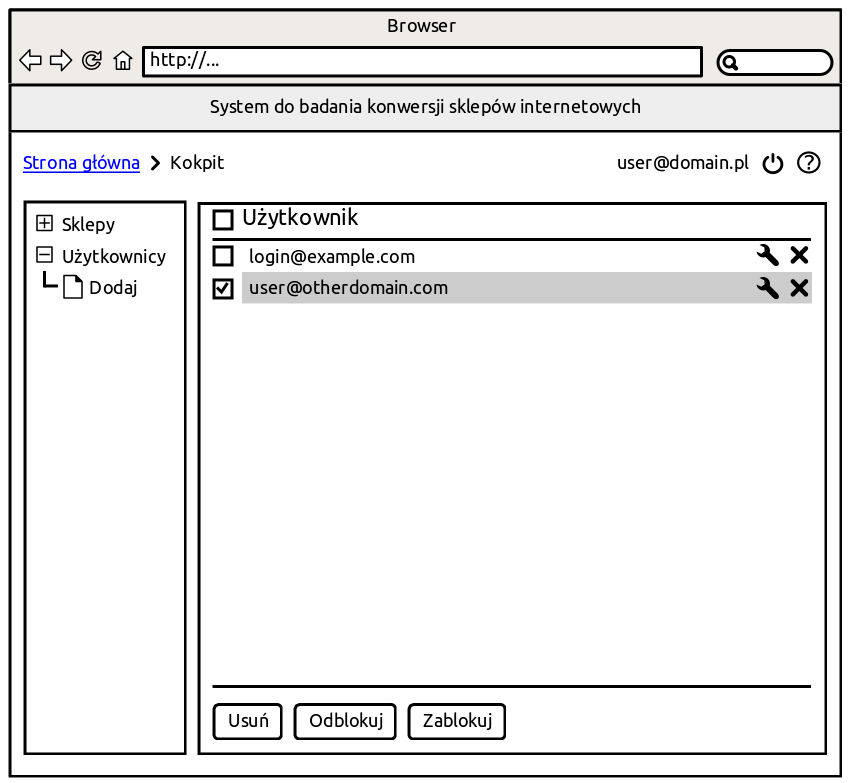 Browser
http://...
System do badania konwersji sklepów internetowych
Strona główna Kokpit user@domain.pl
Sklepy
Użytkownicy
Dodaj
Użytkownik
login@example.com
user@otherdomain.com
Usuń Odblokuj Zablokuj